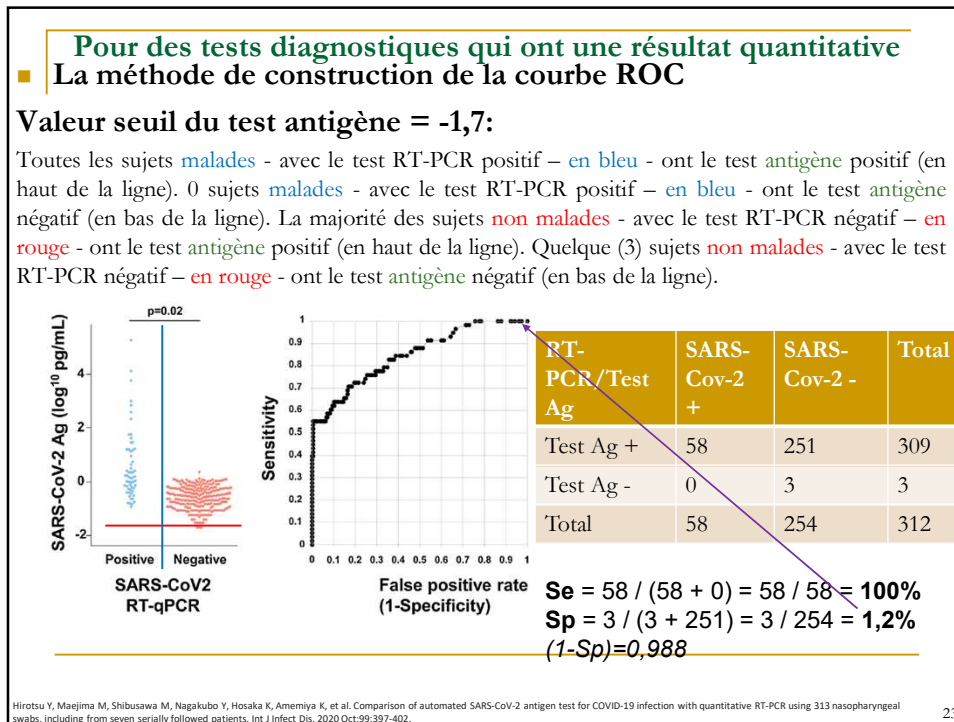 Pour des tests diagnostiques qui ont une résultat quantitative
■ La méthode de construction de la courbe ROC
Valeur seuil du test antigène = -1,7:
Toutes les sujets malades - avec le test RT-PCR positif – en bleu - ont le test antigène positif (en
haut de la ligne). 0 sujets malades - avec le test RT-PCR positif – en bleu - ont le test antigène
négatif (en bas de la ligne). La majorité des sujets non malades - avec le test RT-PCR négatif – en
rouge - ont le test antigène positif (en haut de la ligne). Quelque (3) sujets non malades - avec le test
RT-PCR négatif – en rouge - ont le test antigène négatif (en bas de la ligne).
p=0.02
SARS-CoV-2 Ag (log¹⁰ pg/mL)
4
2
0
-2
Positive Negative
SARS-CoV2
RT-qPCR
Sensitivity
1
0.9
0.8
0.7
0.6
0.5
0.4
0.3
0.2
0.1
0
0 0.1 0.2 0.3 0.4 0.5 0.6 0.7 0.8 0.9 1
False positive rate
(1-Specificity)
RT-PCR/Test Ag SARS-Cov-2 + SARS-Cov-2 - Total
Test Ag + 58 251 309
Test Ag - 0 3 3
Total 58 254 312
Se = 58 / (58 + 0) = 58 / 58 = 100%
Sp = 3 / (3 + 251) = 3 / 254 = 1,2%
(1-Sp)=0,988
Hirotsu Y, Maejima M, Shibusawa M, Nagakubo Y, Hosaka K, Amemiya K, et al. Comparison of automated SARS-CoV-2 antigen test for COVID-19 infection with quantitative RT-PCR using 313 nasopharyngeal
swabs, including from seven serially followed patients. Int J Infect Dis. 2020 Oct;99:397-402.
23